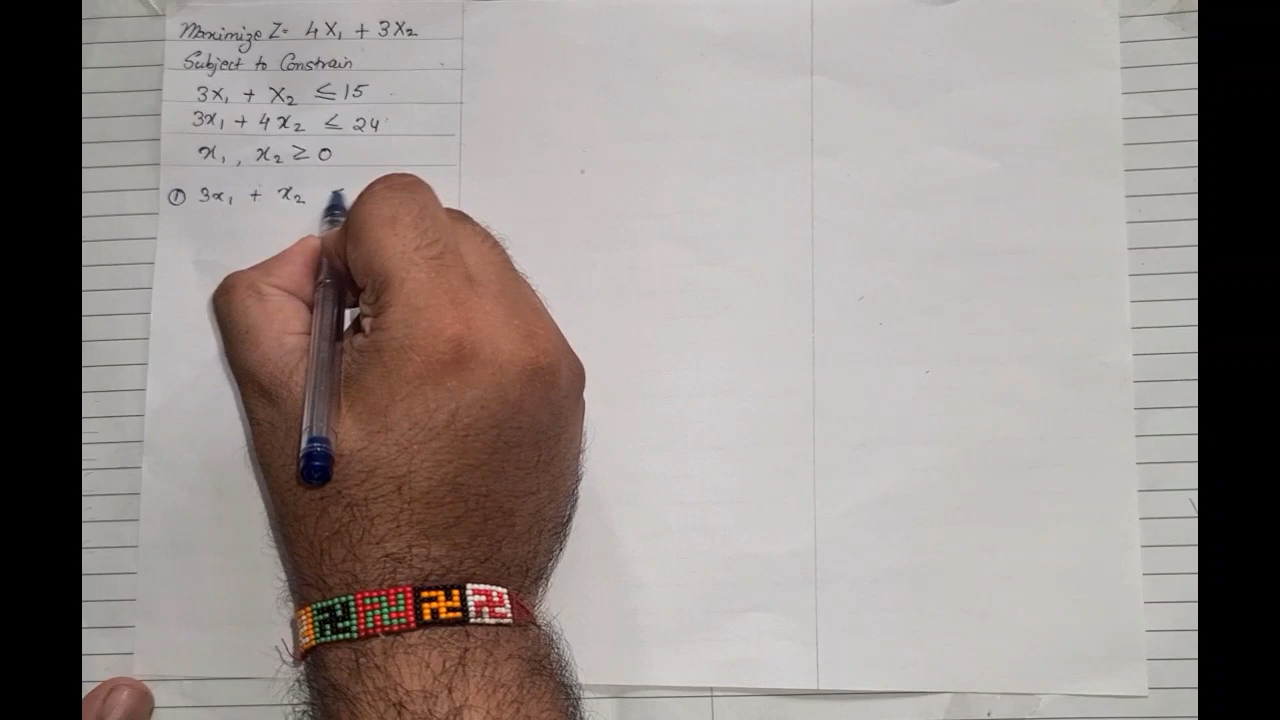 Maximize Z= 4X₁ + 3X₂
Subject to Constrain
3x₁ + X₂ ≤ 15
3x₁ + 4x₂ ≤ 24
x₁, x₂ ≥ 0
① 3x₁ + x₂